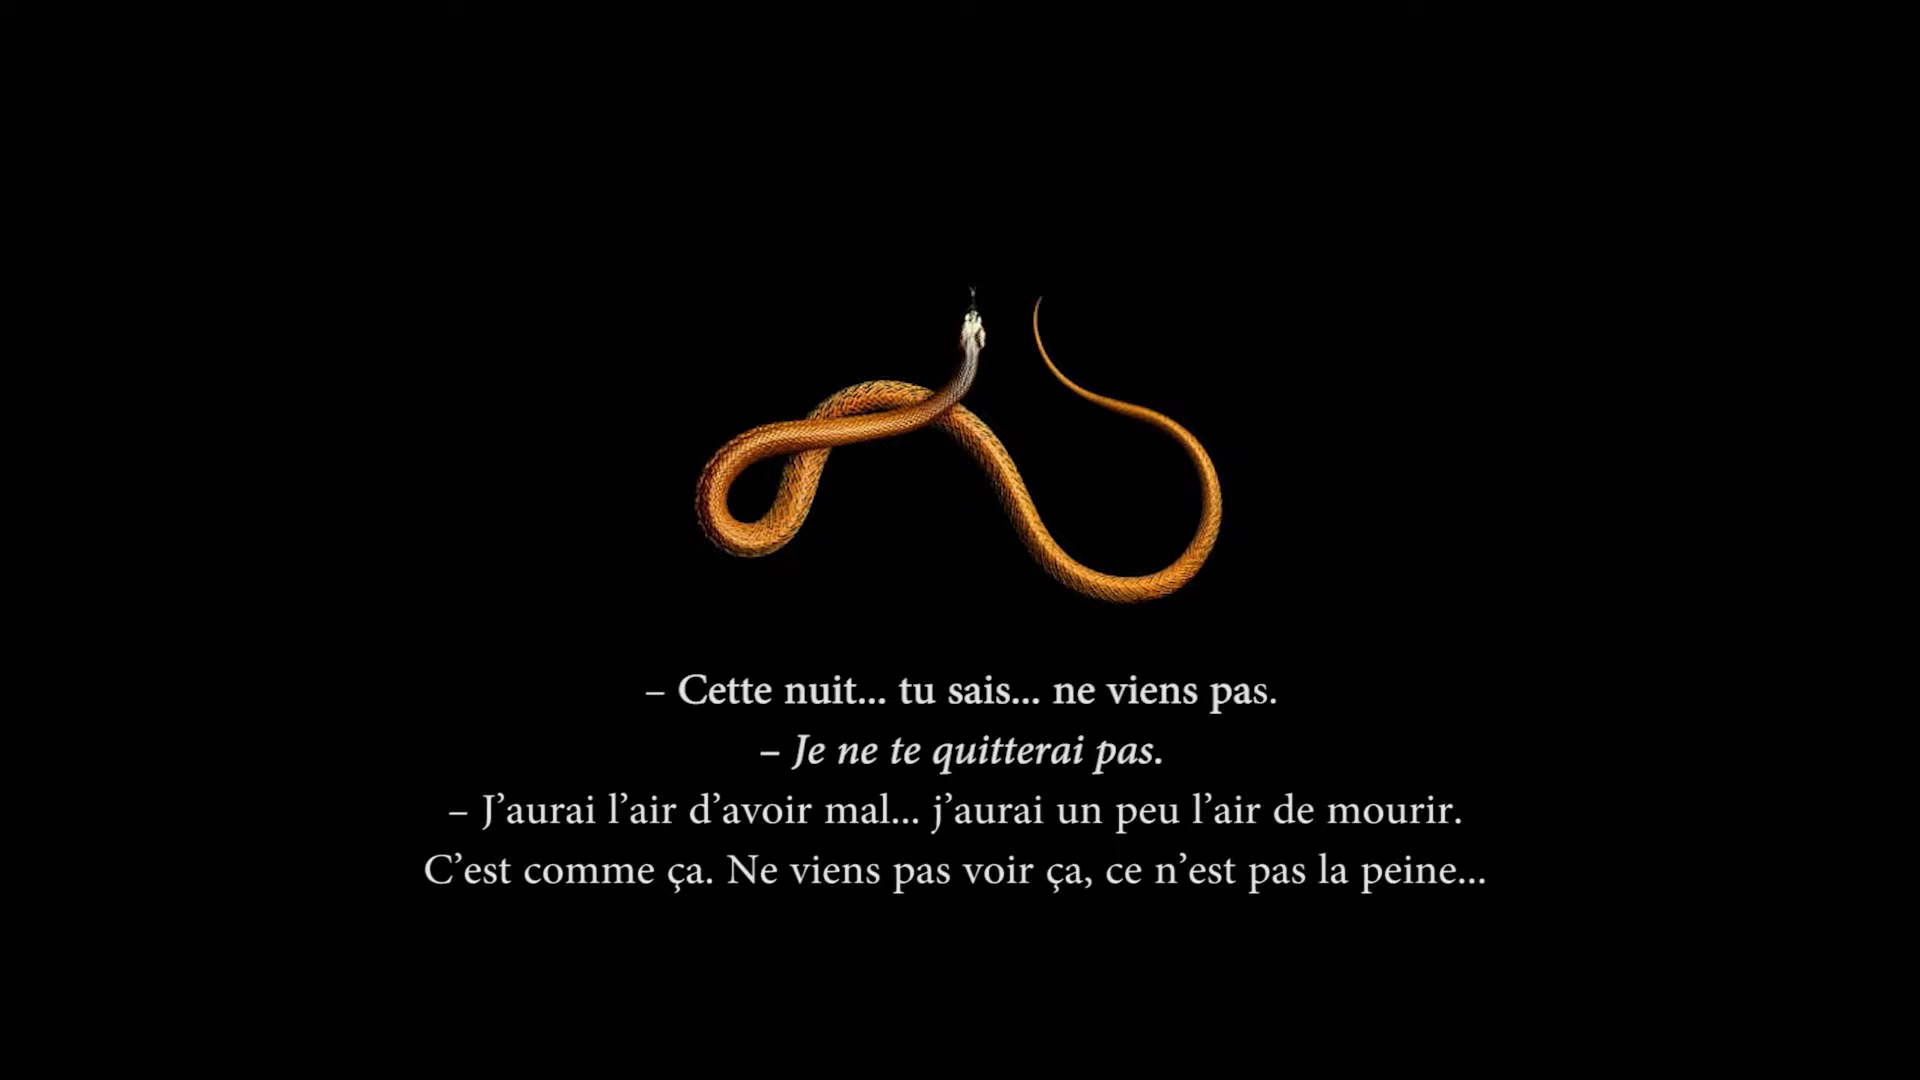 – Cette nuit... tu sais... ne viens pas.
– Je ne te quitterai pas.
– J’aurai l’air d’avoir mal... j’aurai un peu l’air de mourir.
C’est comme ça. Ne viens pas voir ça, ce n’est pas la peine...